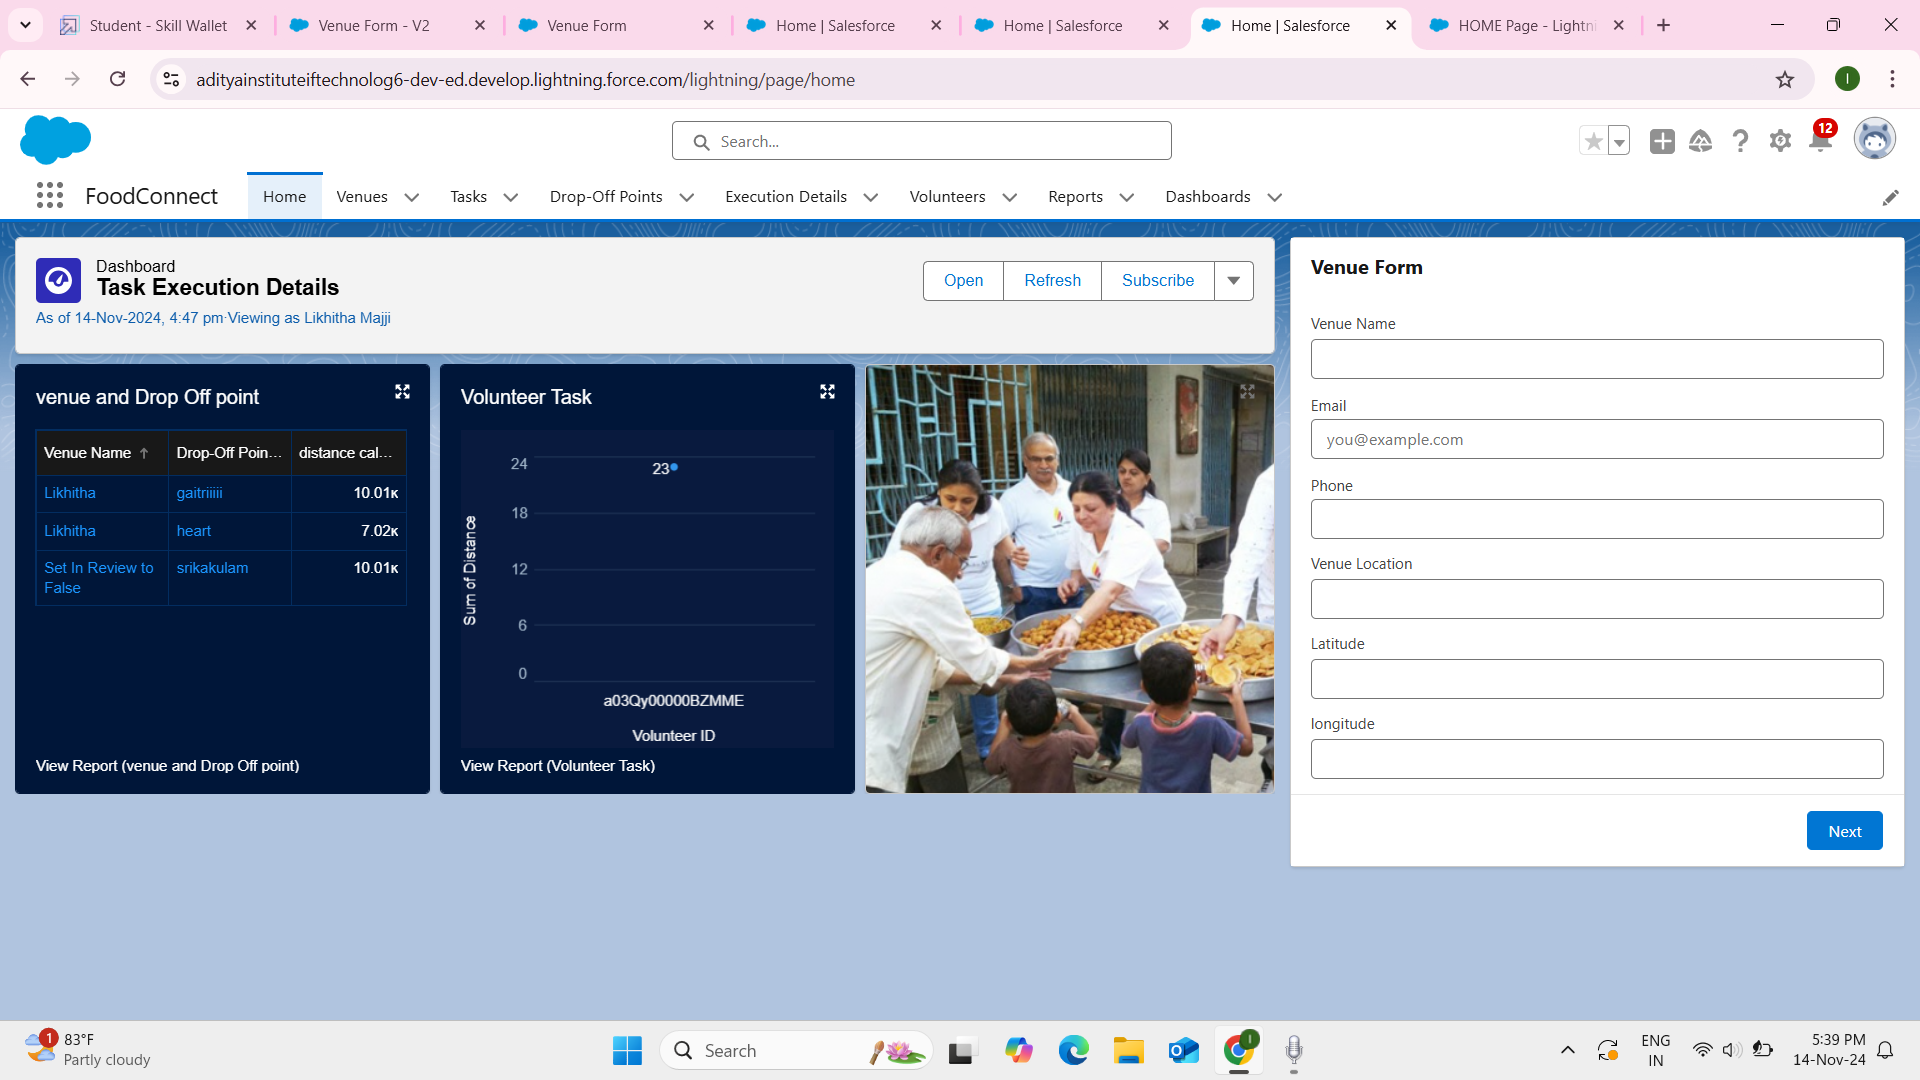 Student - Skill Wallet
Venue Form - V2
Venue Form
Home | Salesforce
Home | Salesforce
Home | Salesforce
HOME Page - Lightni
adityainstituteiftechnolog6-dev-ed.develop.lightning.force.com/lightning/page/home
I
Search...
12
FoodConnect
Home
Venues
Tasks
Drop-Off Points
Execution Details
Volunteers
Reports
Dashboards
Dashboard
Task Execution Details
As of 14-Nov-2024, 4:47 pm·Viewing as Likhitha Majji
Open
Refresh
Subscribe
venue and Drop Off point
Venue Name ↑ Drop-Off Poin... distance cal...
Likhitha gaitriiiii 10.01K
Likhitha heart 7.02K
Set In Review to False srikakulam 10.01K
View Report (venue and Drop Off point)
Volunteer Task
Sum of Distance
24
23
18
12
6
0
a03Qy00000BZMME
Volunteer ID
View Report (Volunteer Task)
Venue Form
Venue Name
Email
you@example.com
Phone
Venue Location
Latitude
longitude
Next
1
83°F
Partly cloudy
Search
I
ENG
IN
5:39 PM
14-Nov-24